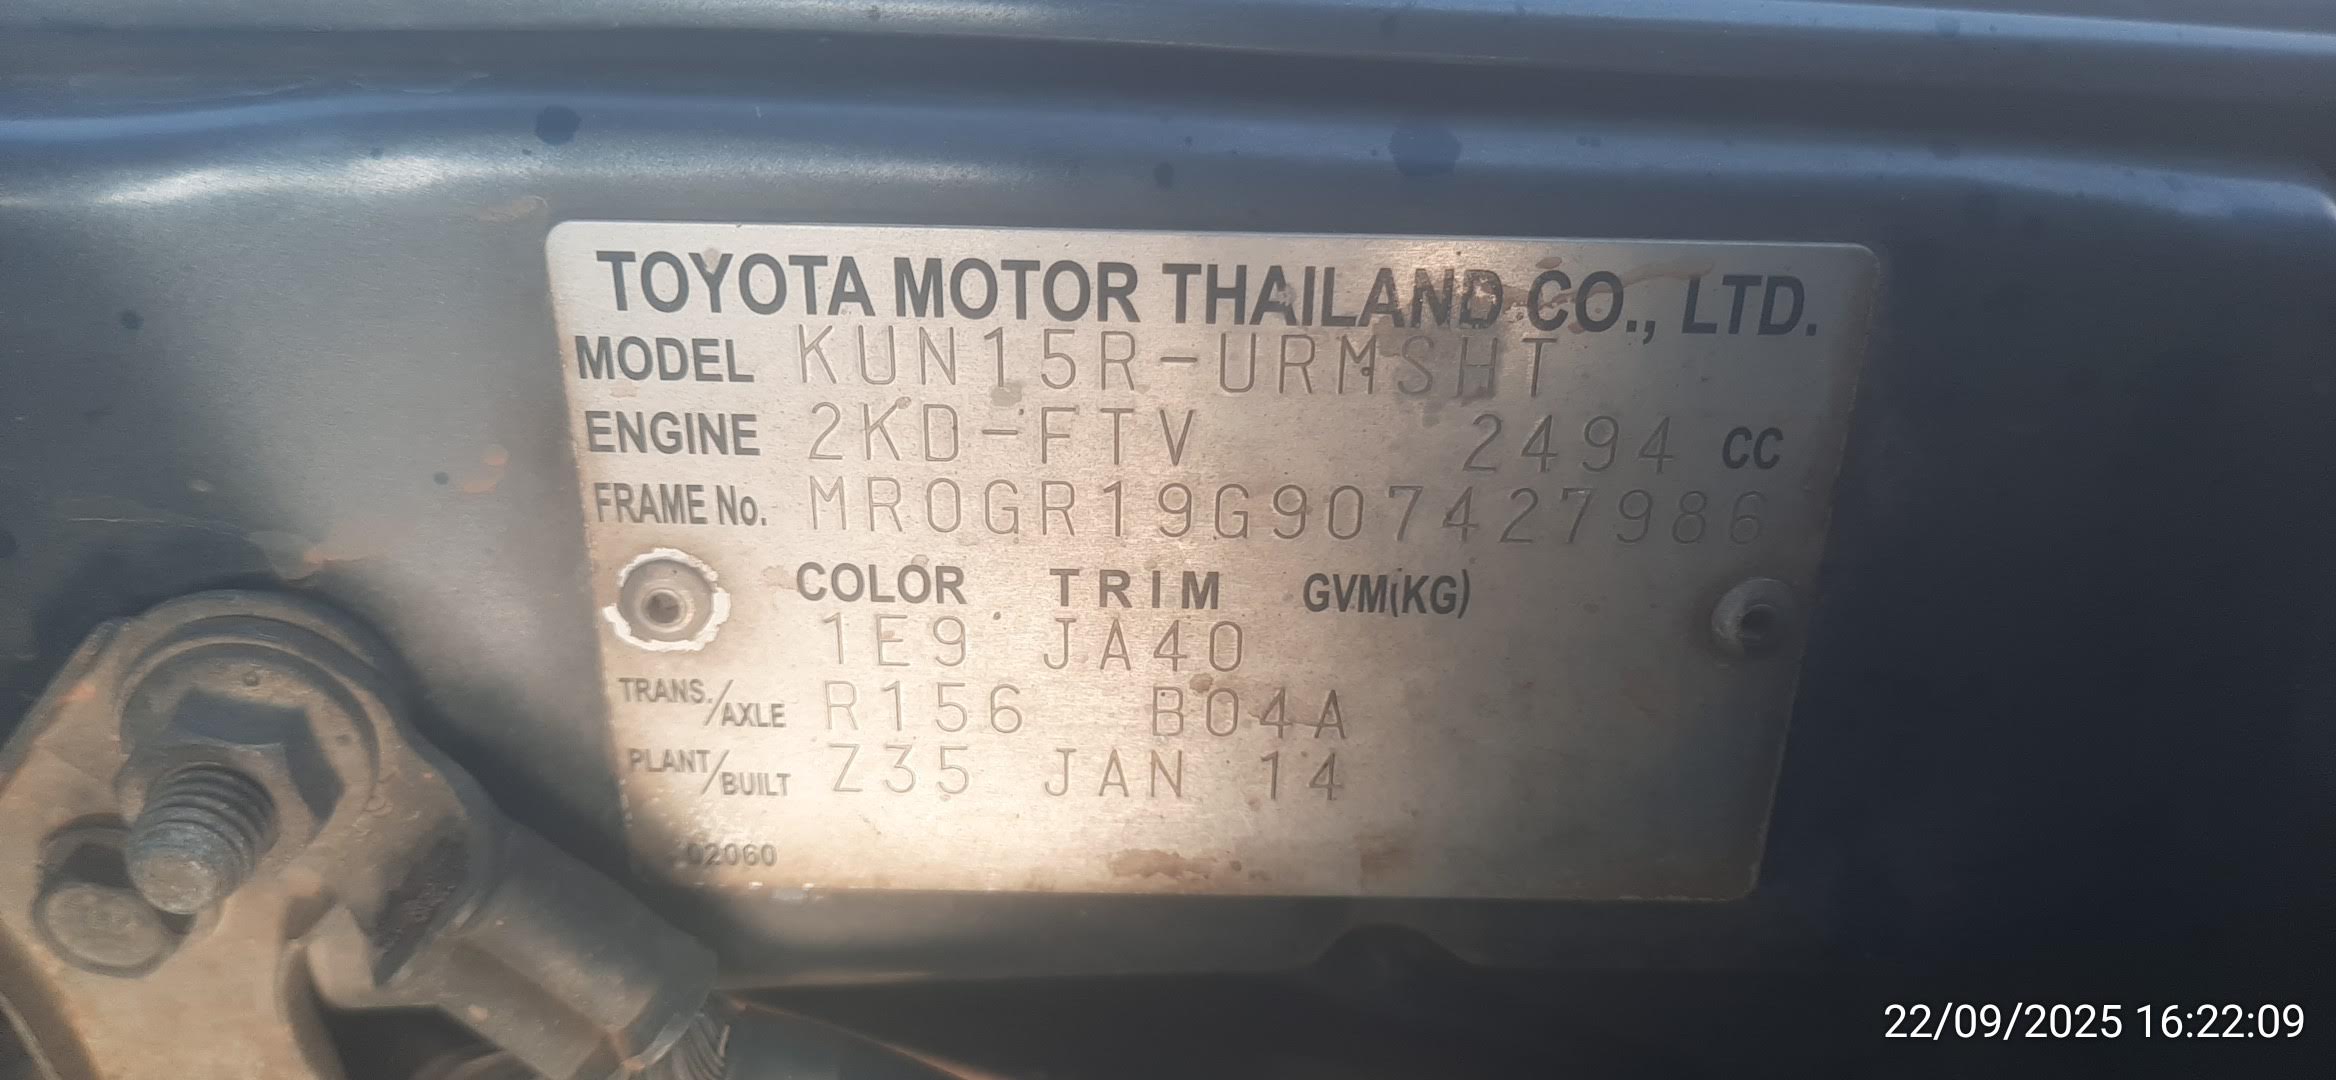 TOYOTA MOTOR THAILAND CO., LTD.
MODEL KUN15R-URMSHT
ENGINE 2KD-FTV 2494 CC
FRAME No. MR0GR19G907427986
COLOR TRIM GVM(KG)
1E9 JA40
TRANS./AXLE R156 B04A
PLANT/BUILT Z35 JAN 14
02060
22/09/2025 16:22:09